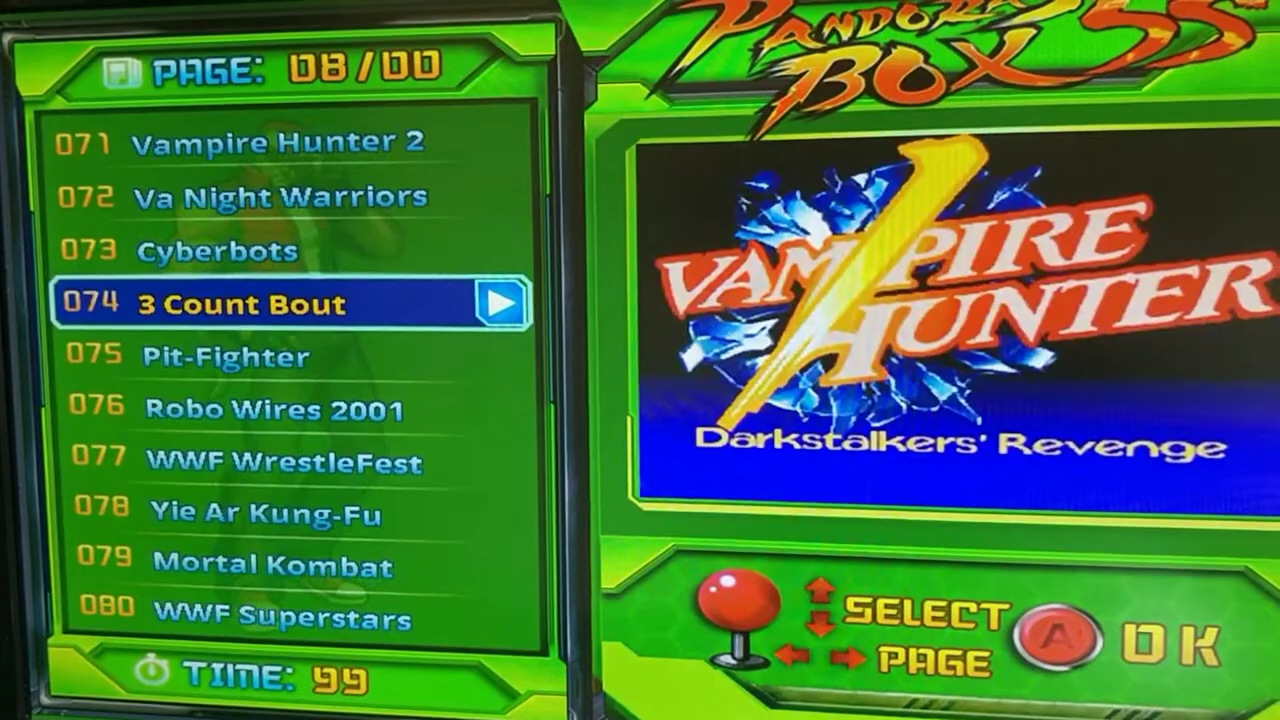 PAGE: 08/00
071 Vampire Hunter 2
072 Va Night Warriors
073 Cyberbots
074 3 Count Bout
075 Pit-Fighter
076 Robo Wires 2001
077 WWF WrestleFest
078 Yie Ar Kung-Fu
079 Mortal Kombat
080 WWF Superstars
TIME: 99
PANDORA'S
BOX 5S
VAMPIRE
HUNTER
Darkstalkers' Revenge
SELECT
PAGE
A OK